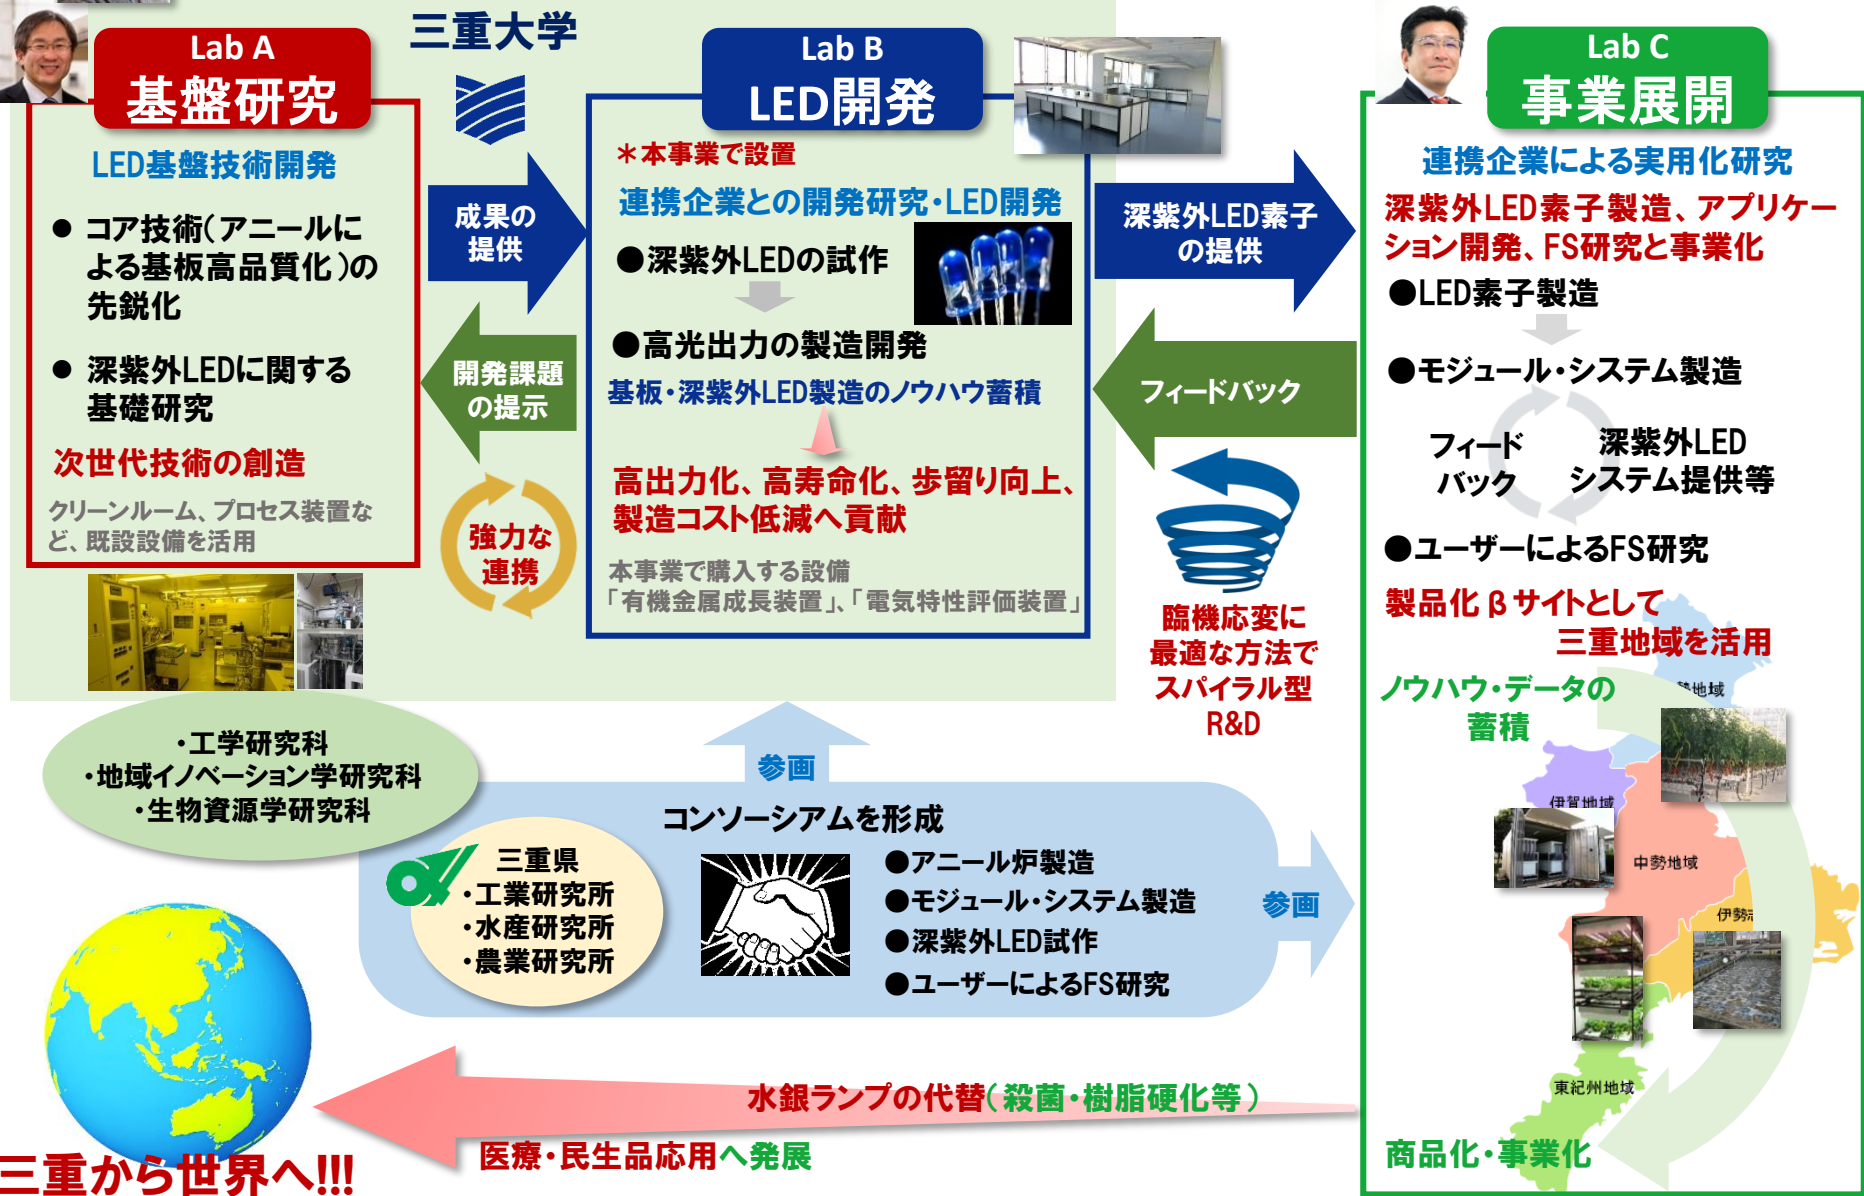 三重大学
Lab A
基盤研究
LED基盤技術開発
● コア技術(アニールに
よる基板高品質化)の
先鋭化
● 深紫外LEDに関する
基礎研究
次世代技術の創造
クリーンルーム、プロセス装置な
ど、既設設備を活用
成果の
提供
開発課題
の提示
強力な
連携
Lab B
LED開発
＊本事業で設置
連携企業との開発研究・LED開発
●深紫外LEDの試作
●高光出力の製造開発
基板・深紫外LED製造のノウハウ蓄積
高出力化、高寿命化、歩留り向上、
製造コスト低減へ貢献
本事業で購入する設備
「有機金属成長装置」、「電気特性評価装置」
深紫外LED素子
の提供
フィードバック
臨機応変に
最適な方法で
スパイラル型
R&D
Lab C
事業展開
連携企業による実用化研究
深紫外LED素子製造、アプリケー
ション開発、FS研究と事業化
●LED素子製造
●モジュール・システム製造
フィード
バック
深紫外LED
システム提供等
●ユーザーによるFS研究
製品化βサイトとして
三重地域を活用
ノウハウ・データの
蓄積
勢地域
伊賀地域
中勢地域
伊勢志
東紀州地域
商品化・事業化
・工学研究科
・地域イノベーション学研究科
・生物資源学研究科
参画
コンソーシアムを形成
三重県
・工業研究所
・水産研究所
・農業研究所
●アニール炉製造
●モジュール・システム製造
●深紫外LED試作
●ユーザーによるFS研究
参画
水銀ランプの代替(殺菌・樹脂硬化等)
医療・民生品応用へ発展
三重から世界へ!!!